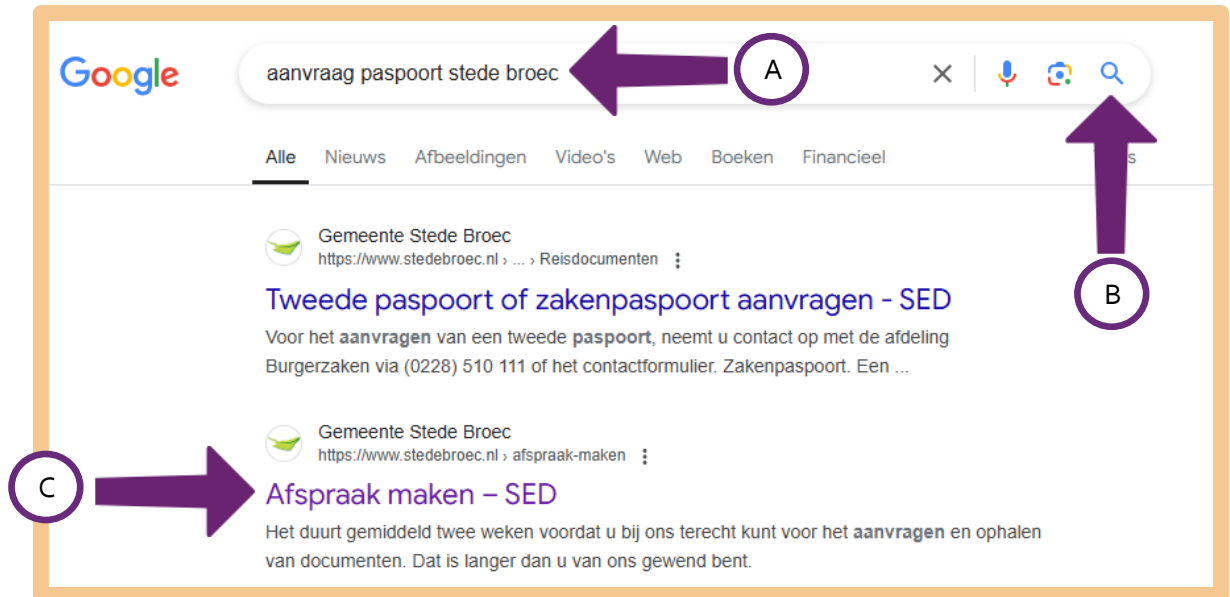 Google
aanvraag paspoort stede broec
A
Alle Nieuws Afbeeldingen Video's Web Boeken Financieel
s
Gemeente Stede Broec
https://www.stedebroec.nl › ... › Reisdocumenten
B
Tweede paspoort of zakenpaspoort aanvragen - SED
Voor het aanvragen van een tweede paspoort, neemt u contact op met de afdeling
Burgerzaken via (0228) 510 111 of het contactformulier. Zakenpaspoort. Een ...
Gemeente Stede Broec
https://www.stedebroec.nl › afspraak-maken
C
Afspraak maken – SED
Het duurt gemiddeld twee weken voordat u bij ons terecht kunt voor het aanvragen en ophalen
van documenten. Dat is langer dan u van ons gewend bent.